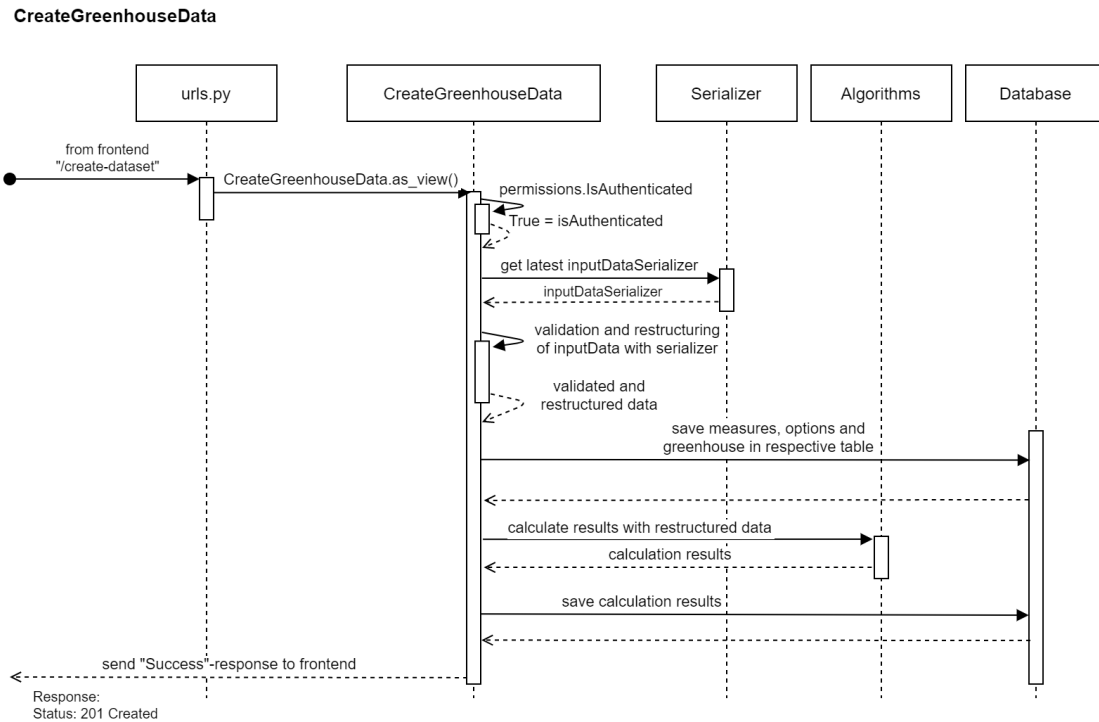 CreateGreenhouseData
urls.py
CreateGreenhouseData
Serializer
Algorithms
Database
from frontend
"/create-dataset"
CreateGreenhouseData.as_view()
permissions.IsAuthenticated
True = isAuthenticated
get latest inputDataSerializer
inputDataSerializer
validation and restructuring
of inputData with serializer
validated and
restructured data
save measures, options and
greenhouse in respective table
calculate results with restructured data
calculation results
save calculation results
send "Success"-response to frontend
Response:
Status: 201 Created